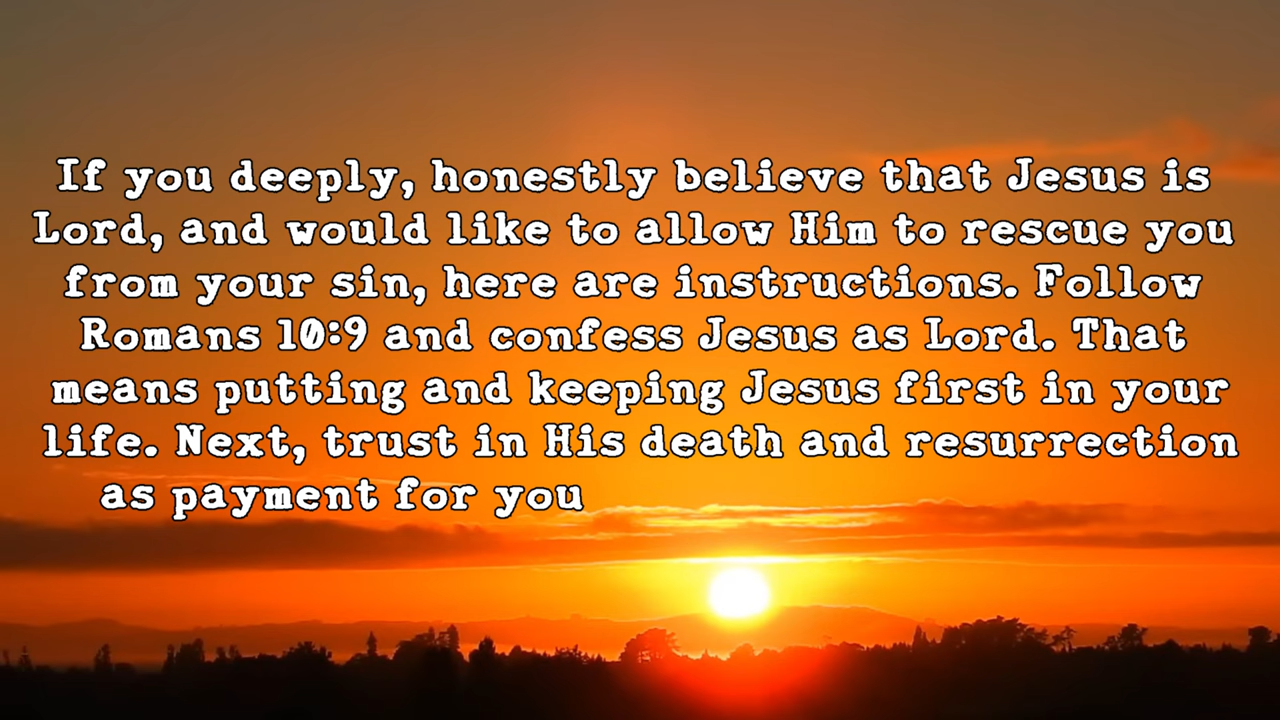 If you deeply, honestly believe that Jesus is
Lord, and would like to allow Him to rescue you
from your sin, here are instructions. Follow
Romans 10:9 and confess Jesus as Lord. That
means putting and keeping Jesus first in your
life. Next, trust in His death and resurrection
as payment for you